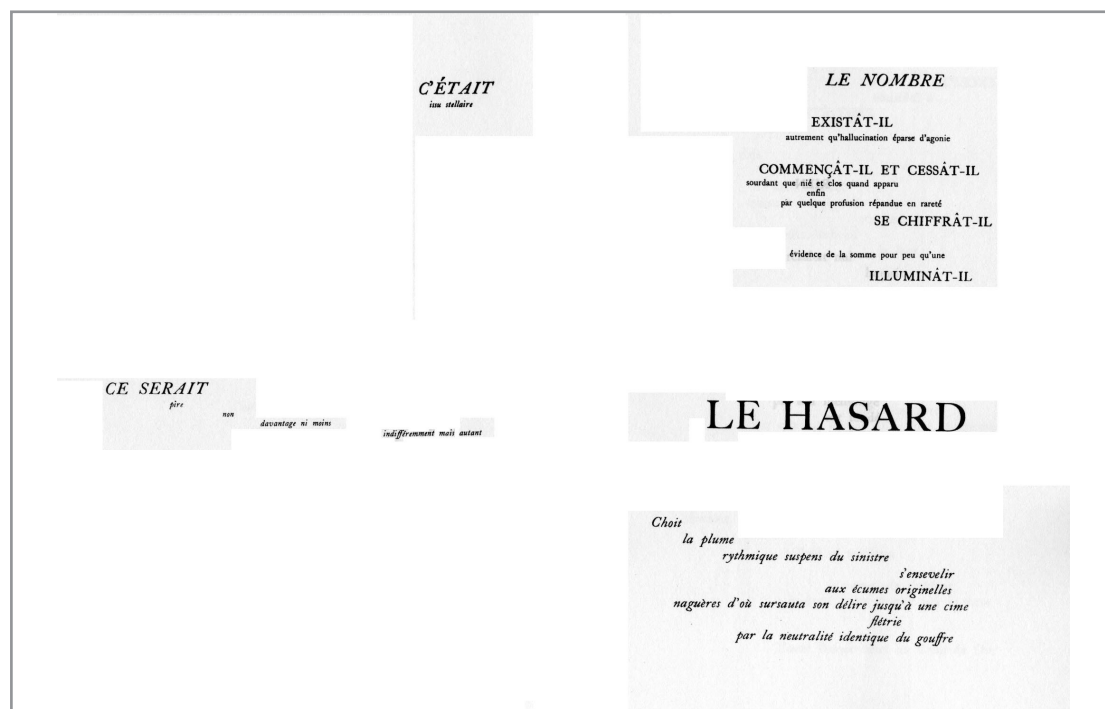 C'ÉTAIT
issu stellaire
LE NOMBRE
EXISTÂT-IL
autrement qu'hallucination éparse d'agonie
COMMENÇÂT-IL ET CESSÂT-IL
sourdant que nié et clos quand apparu
enfin
par quelque profusion répandue en rareté
SE CHIFFRÂT-IL
évidence de la somme pour peu qu'une
ILLUMINÂT-IL
CE SERAIT
pire
non
davantage ni moins
indifféremment mais autant
LE HASARD
Choit
la plume
rythmique suspens du sinistre
s'ensevelir
aux écumes originelles
naguères d'où sursauta son délire jusqu'à une cime
flétrie
par la neutralité identique du gouffre